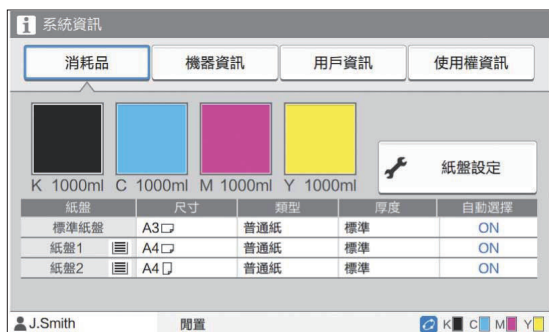 系統資訊
消耗品 機器資訊 用戶資訊 使用權資訊
K 1000ml C 1000ml M 1000ml Y 1000ml
紙盤設定
紙盤 尺寸 類型 厚度 自動選擇
標準紙盤 A3 普通紙 標準 ON
紙盤1 A4 普通紙 標準 ON
紙盤2 A4 普通紙 標準 ON
J.Smith 閒置 K C M Y